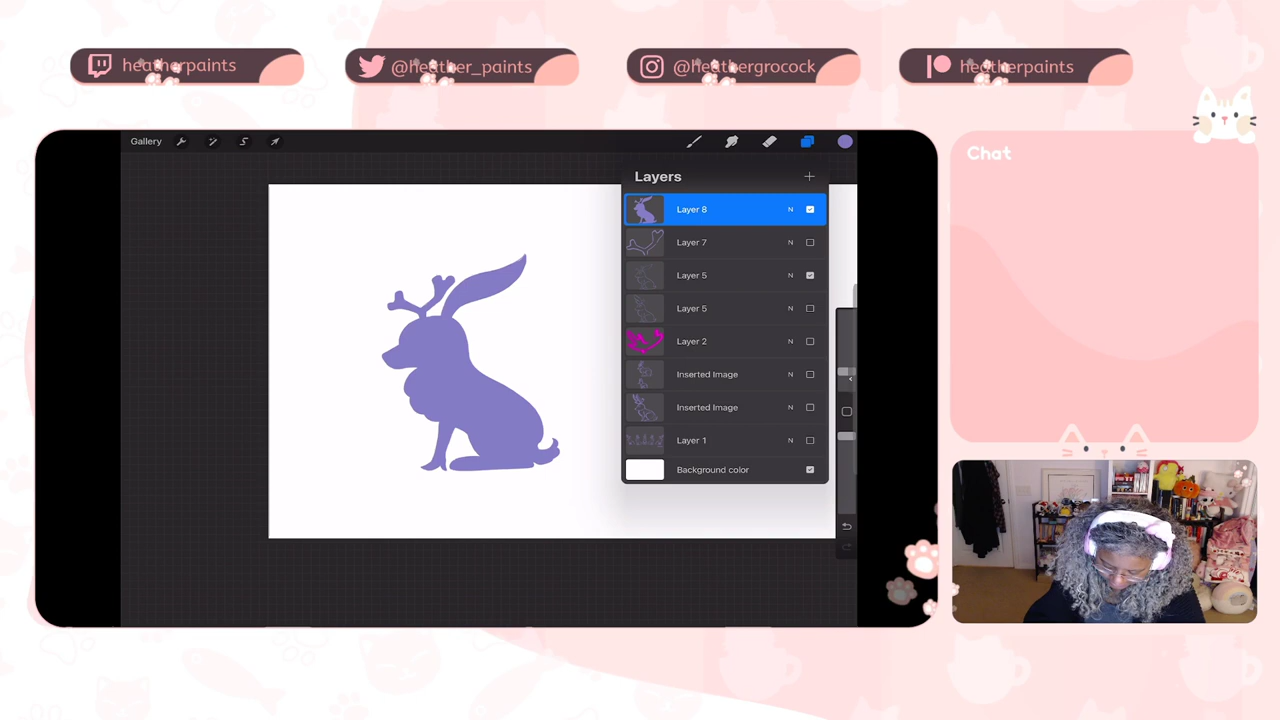 heatherpaints
@heather_paints
@heathergrocock
heatherpaints
Gallery
Chat
Layers
Layer 8 N
Layer 7 N
Layer 5 N
Layer 5 N
Layer 2 N
Inserted Image N
Inserted Image N
Layer 1 N
Background color